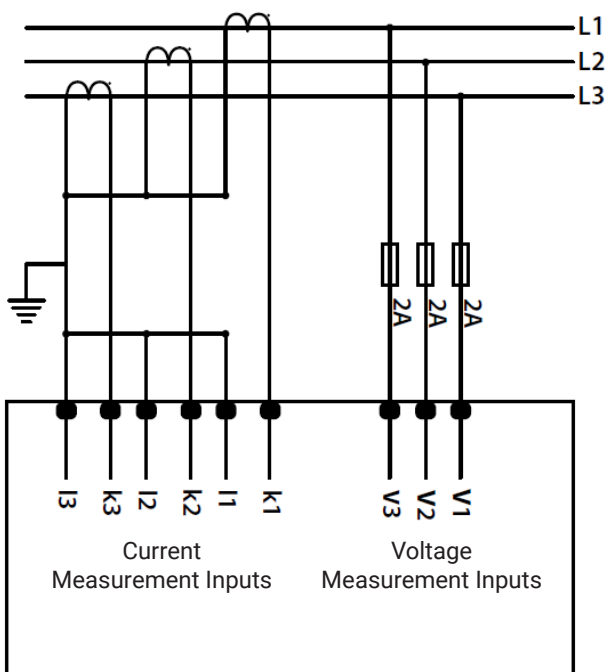 L1
L2
L3
2A
2A
2A
l3
k3
l2
k2
l1
k1
V3
V2
V1
Current
Measurement Inputs
Voltage
Measurement Inputs